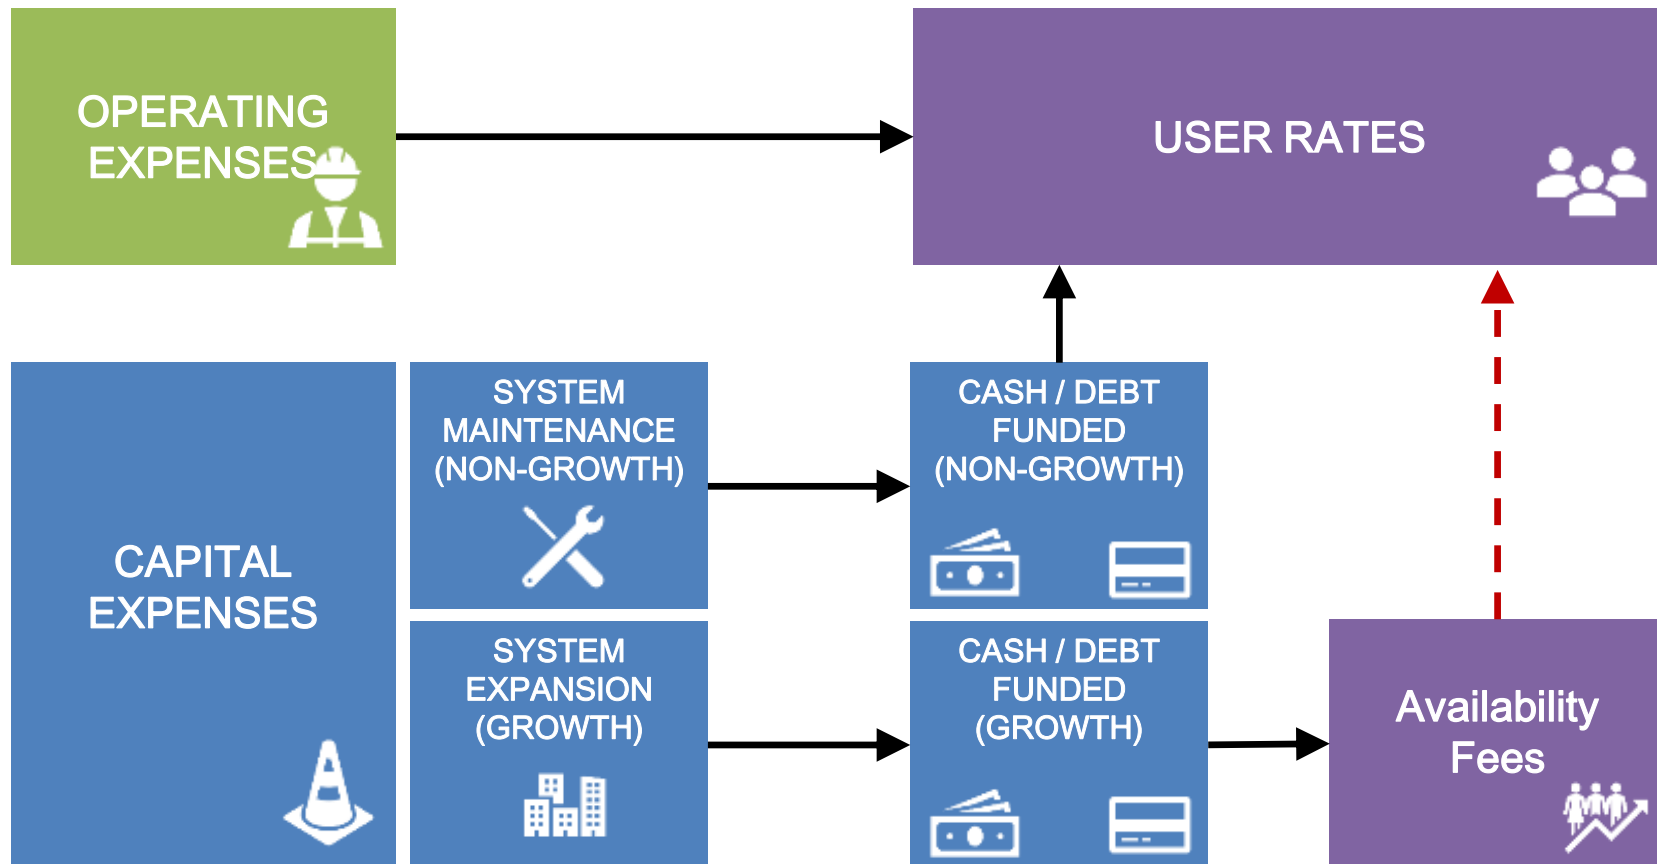 OPERATING
EXPENSES
USER RATES
CAPITAL
EXPENSES
SYSTEM
MAINTENANCE
(NON-GROWTH)
CASH / DEBT
FUNDED
(NON-GROWTH)
SYSTEM
EXPANSION
(GROWTH)
CASH / DEBT
FUNDED
(GROWTH)
Availability
Fees